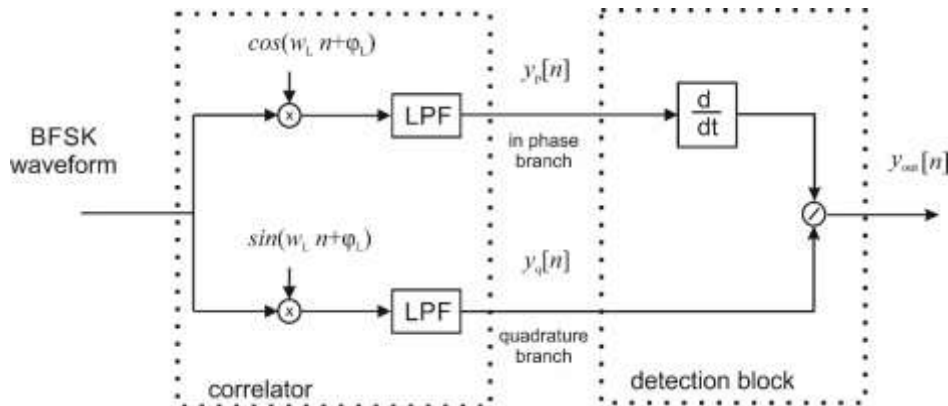 cos(w_L n+φ_L)
BFSK
waveform
x
LPF
y_p[n]
in phase
branch
d
dt
y_out[n]
/
sin(w_L n+φ_L)
x
LPF
y_q[n]
quadrature
branch
correlator
detection block